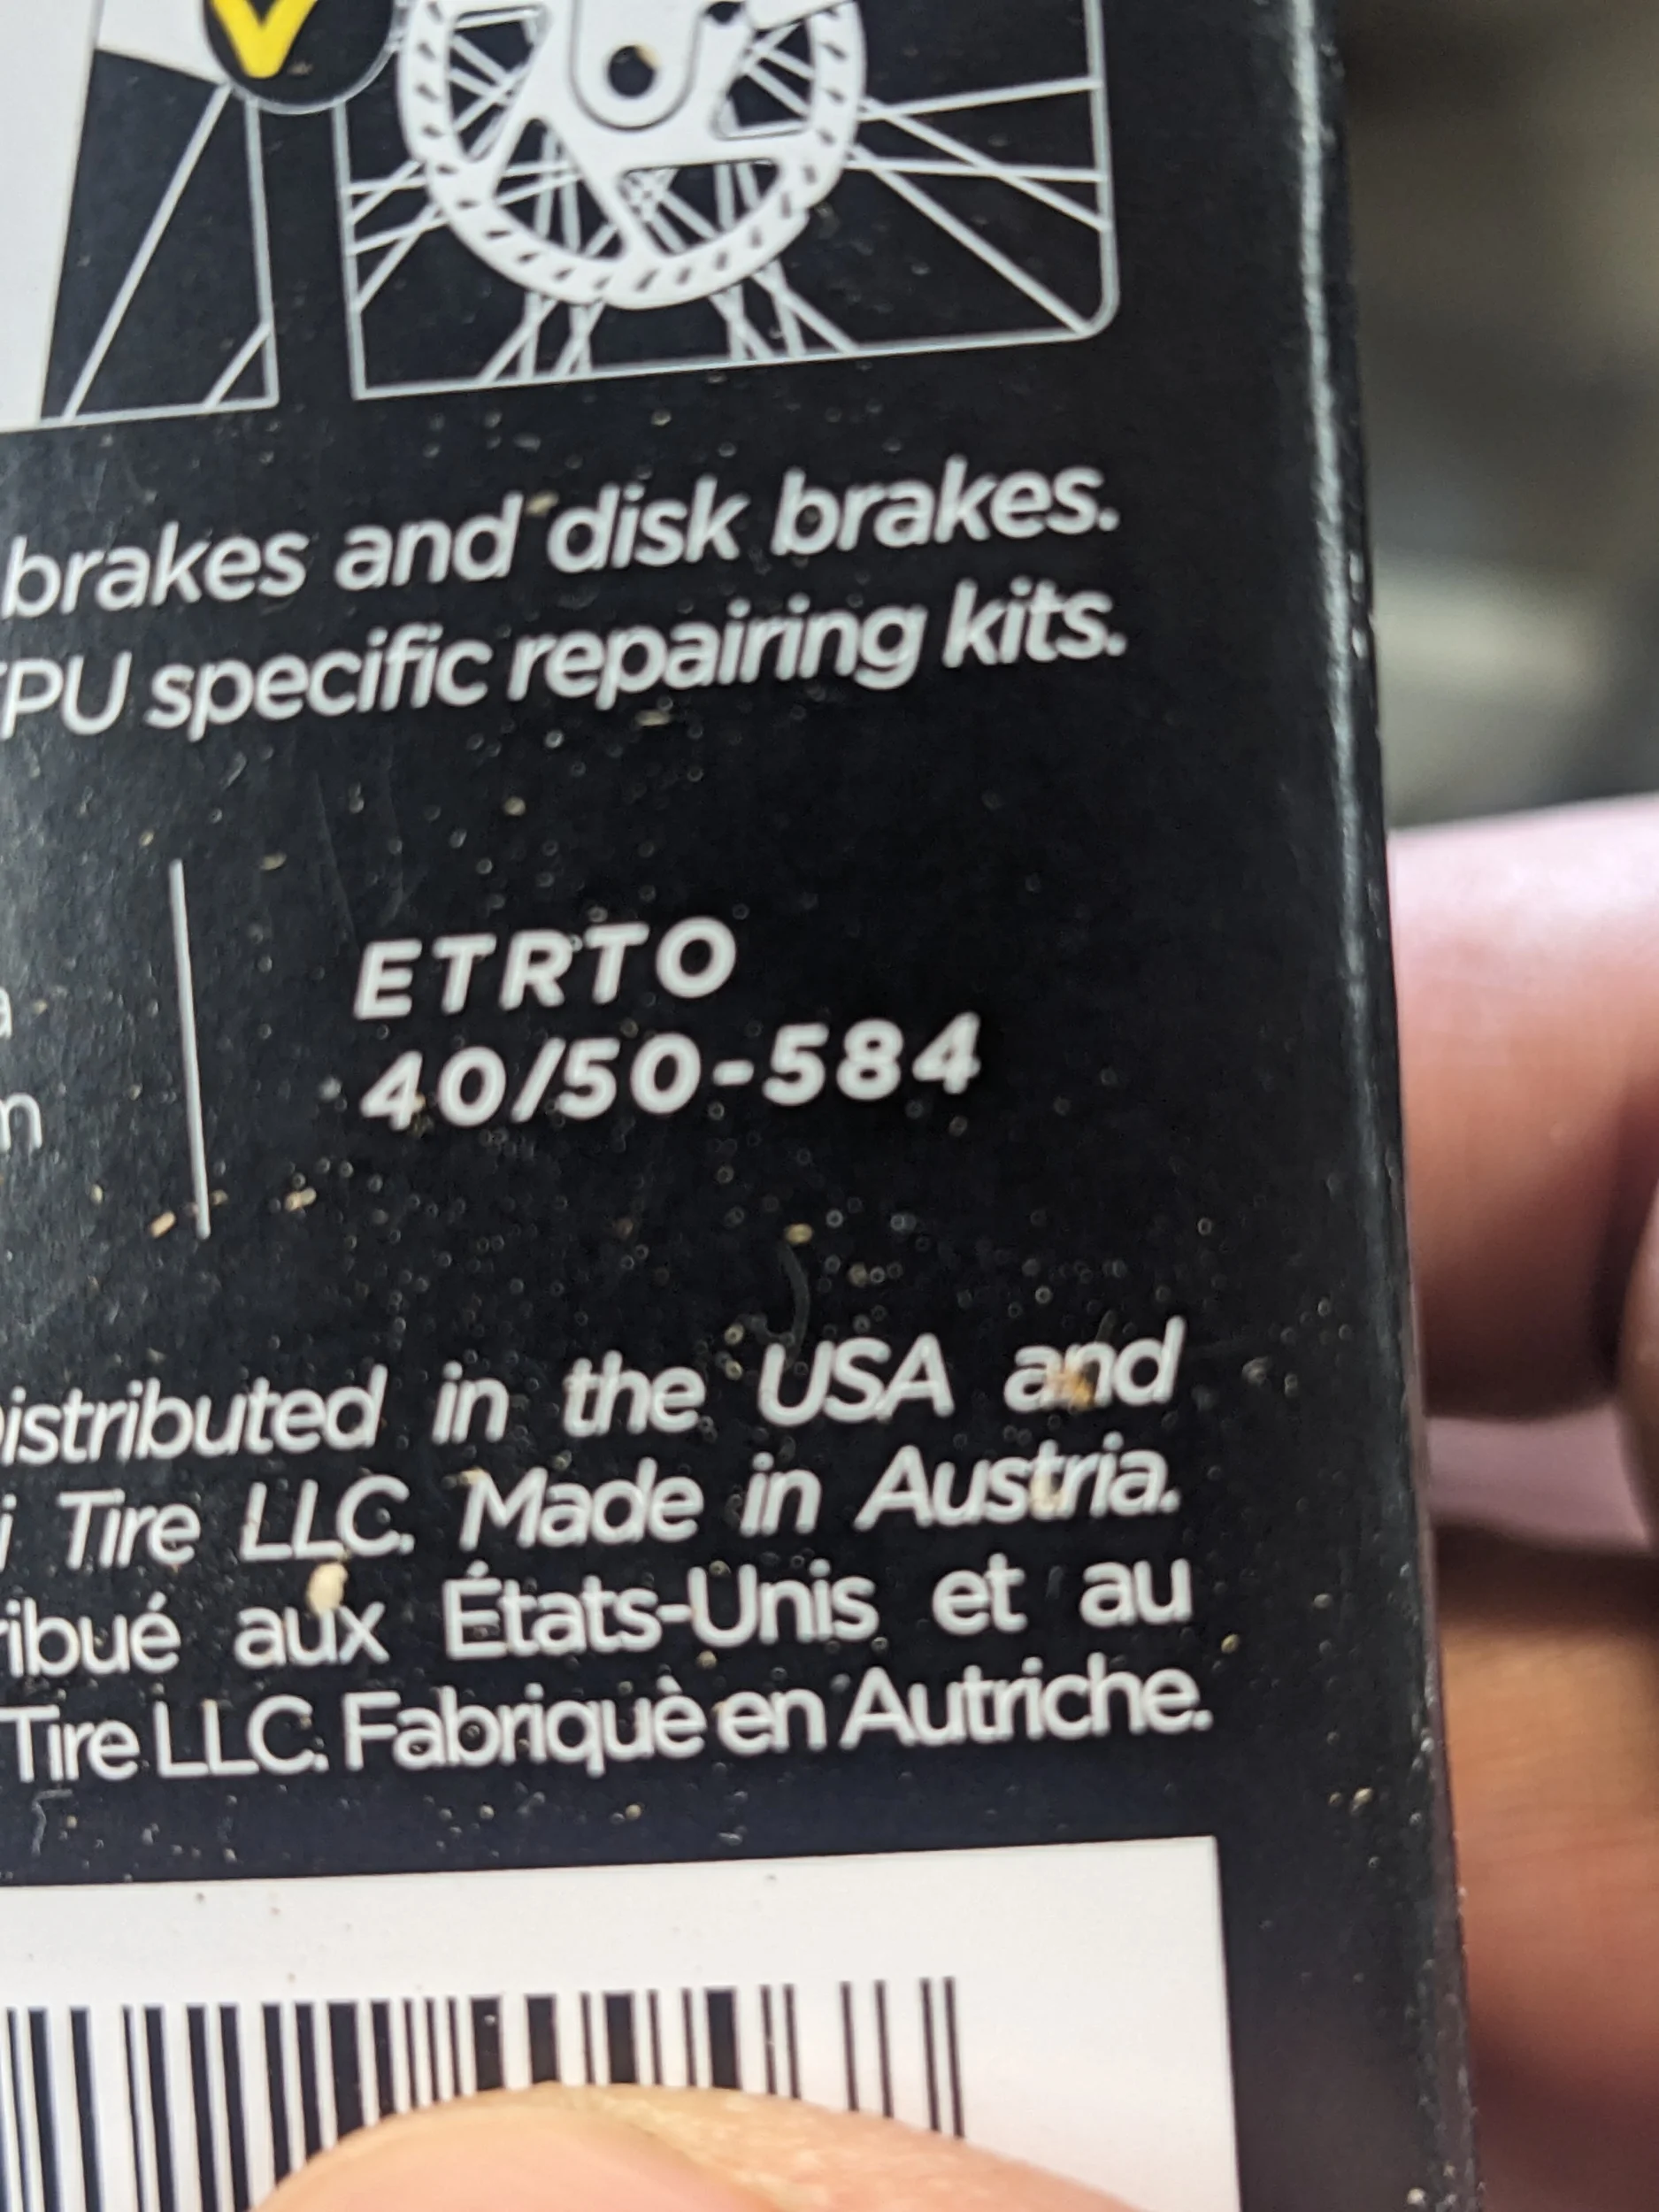 brakes and disk brakes.
PU specific repairing kits.
ETRTO
40/50-584
istributed in the USA and
i Tire LLC. Made in Austria.
ribué aux États-Unis et au
Tire LLC. Fabriquè en Autriche.